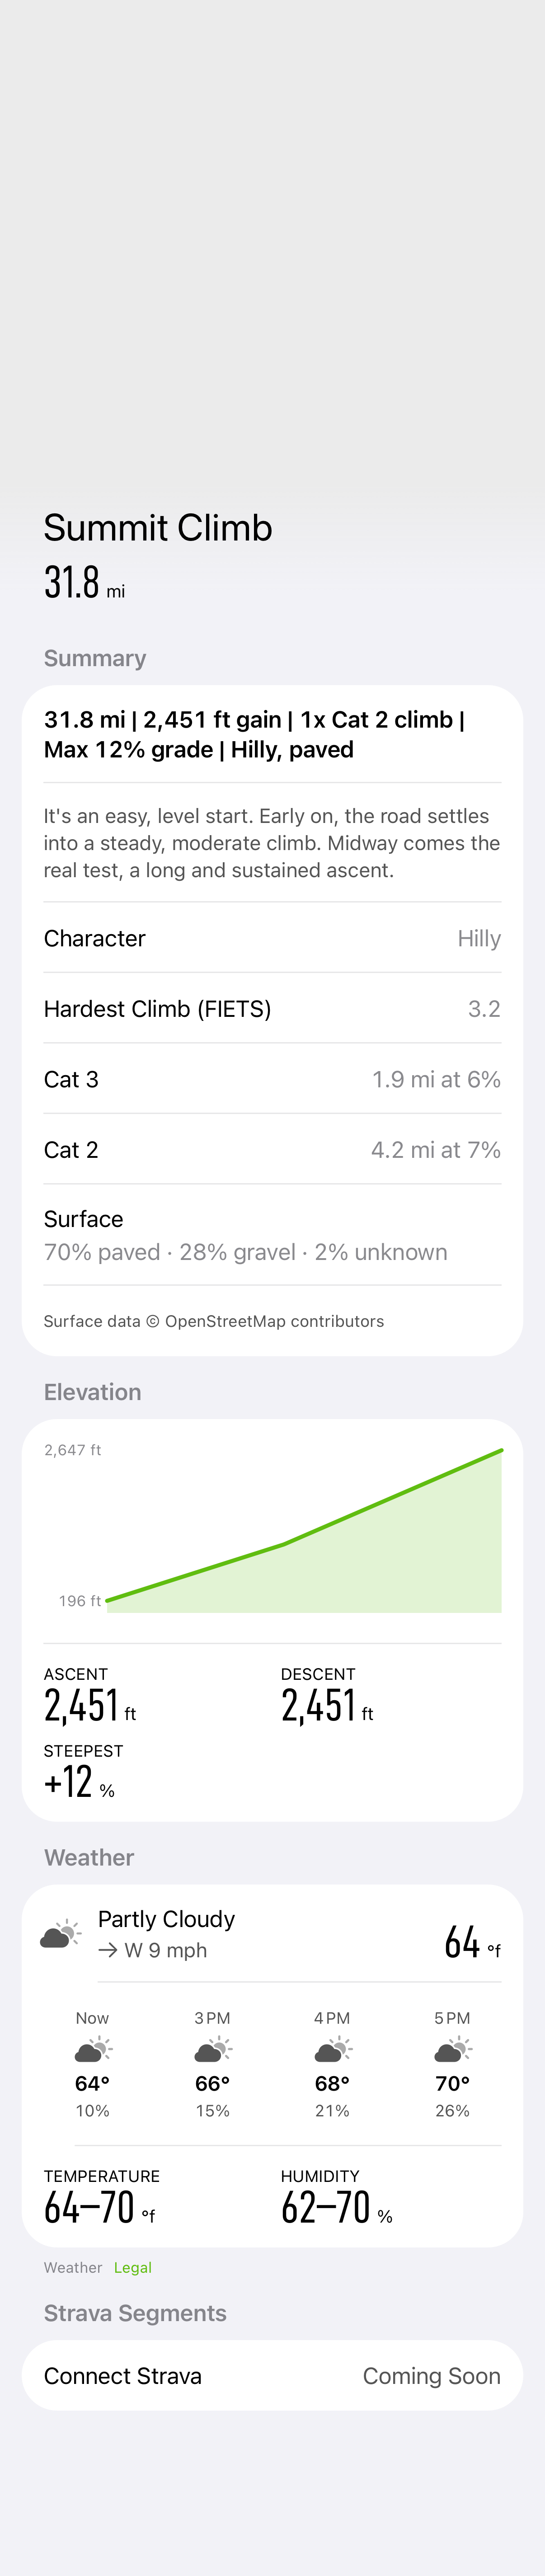 Summit Climb
31.8 mi
Summary
31.8 mi | 2,451 ft gain | 1x Cat 2 climb |
Max 12% grade | Hilly, paved
It's an easy, level start. Early on, the road settles
into a steady, moderate climb. Midway comes the
real test, a long and sustained ascent.
Character Hilly
Hardest Climb (FIETS) 3.2
Cat 3 1.9 mi at 6%
Cat 2 4.2 mi at 7%
Surface
70% paved · 28% gravel · 2% unknown
Surface data © OpenStreetMap contributors
Elevation
2,647 ft
196 ft
ASCENT DESCENT
2,451 ft 2,451 ft
STEEPEST
+12 %
Weather
Partly Cloudy
→ W 9 mph 64 °f
Now 3 PM 4 PM 5 PM
64° 66° 68° 70°
10% 15% 21% 26%
TEMPERATURE HUMIDITY
64–70 °f 62–70 %
Weather Legal
Strava Segments
Connect Strava Coming Soon